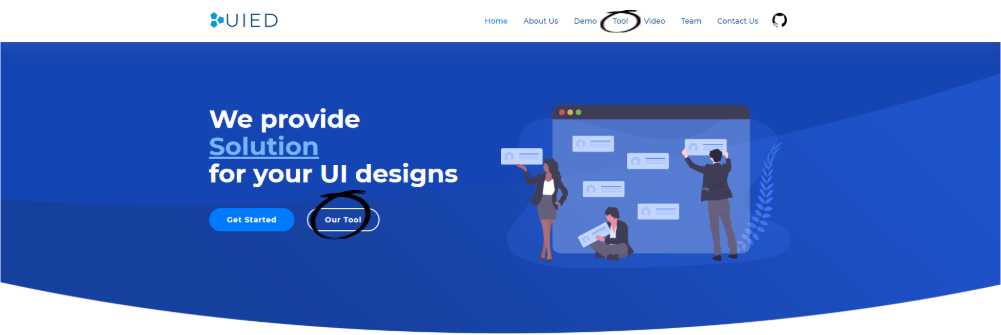 UIED
Home About Us Demo Tool Video Team Contact Us
We provide
Solution
for your UI designs
Get Started Our Tool